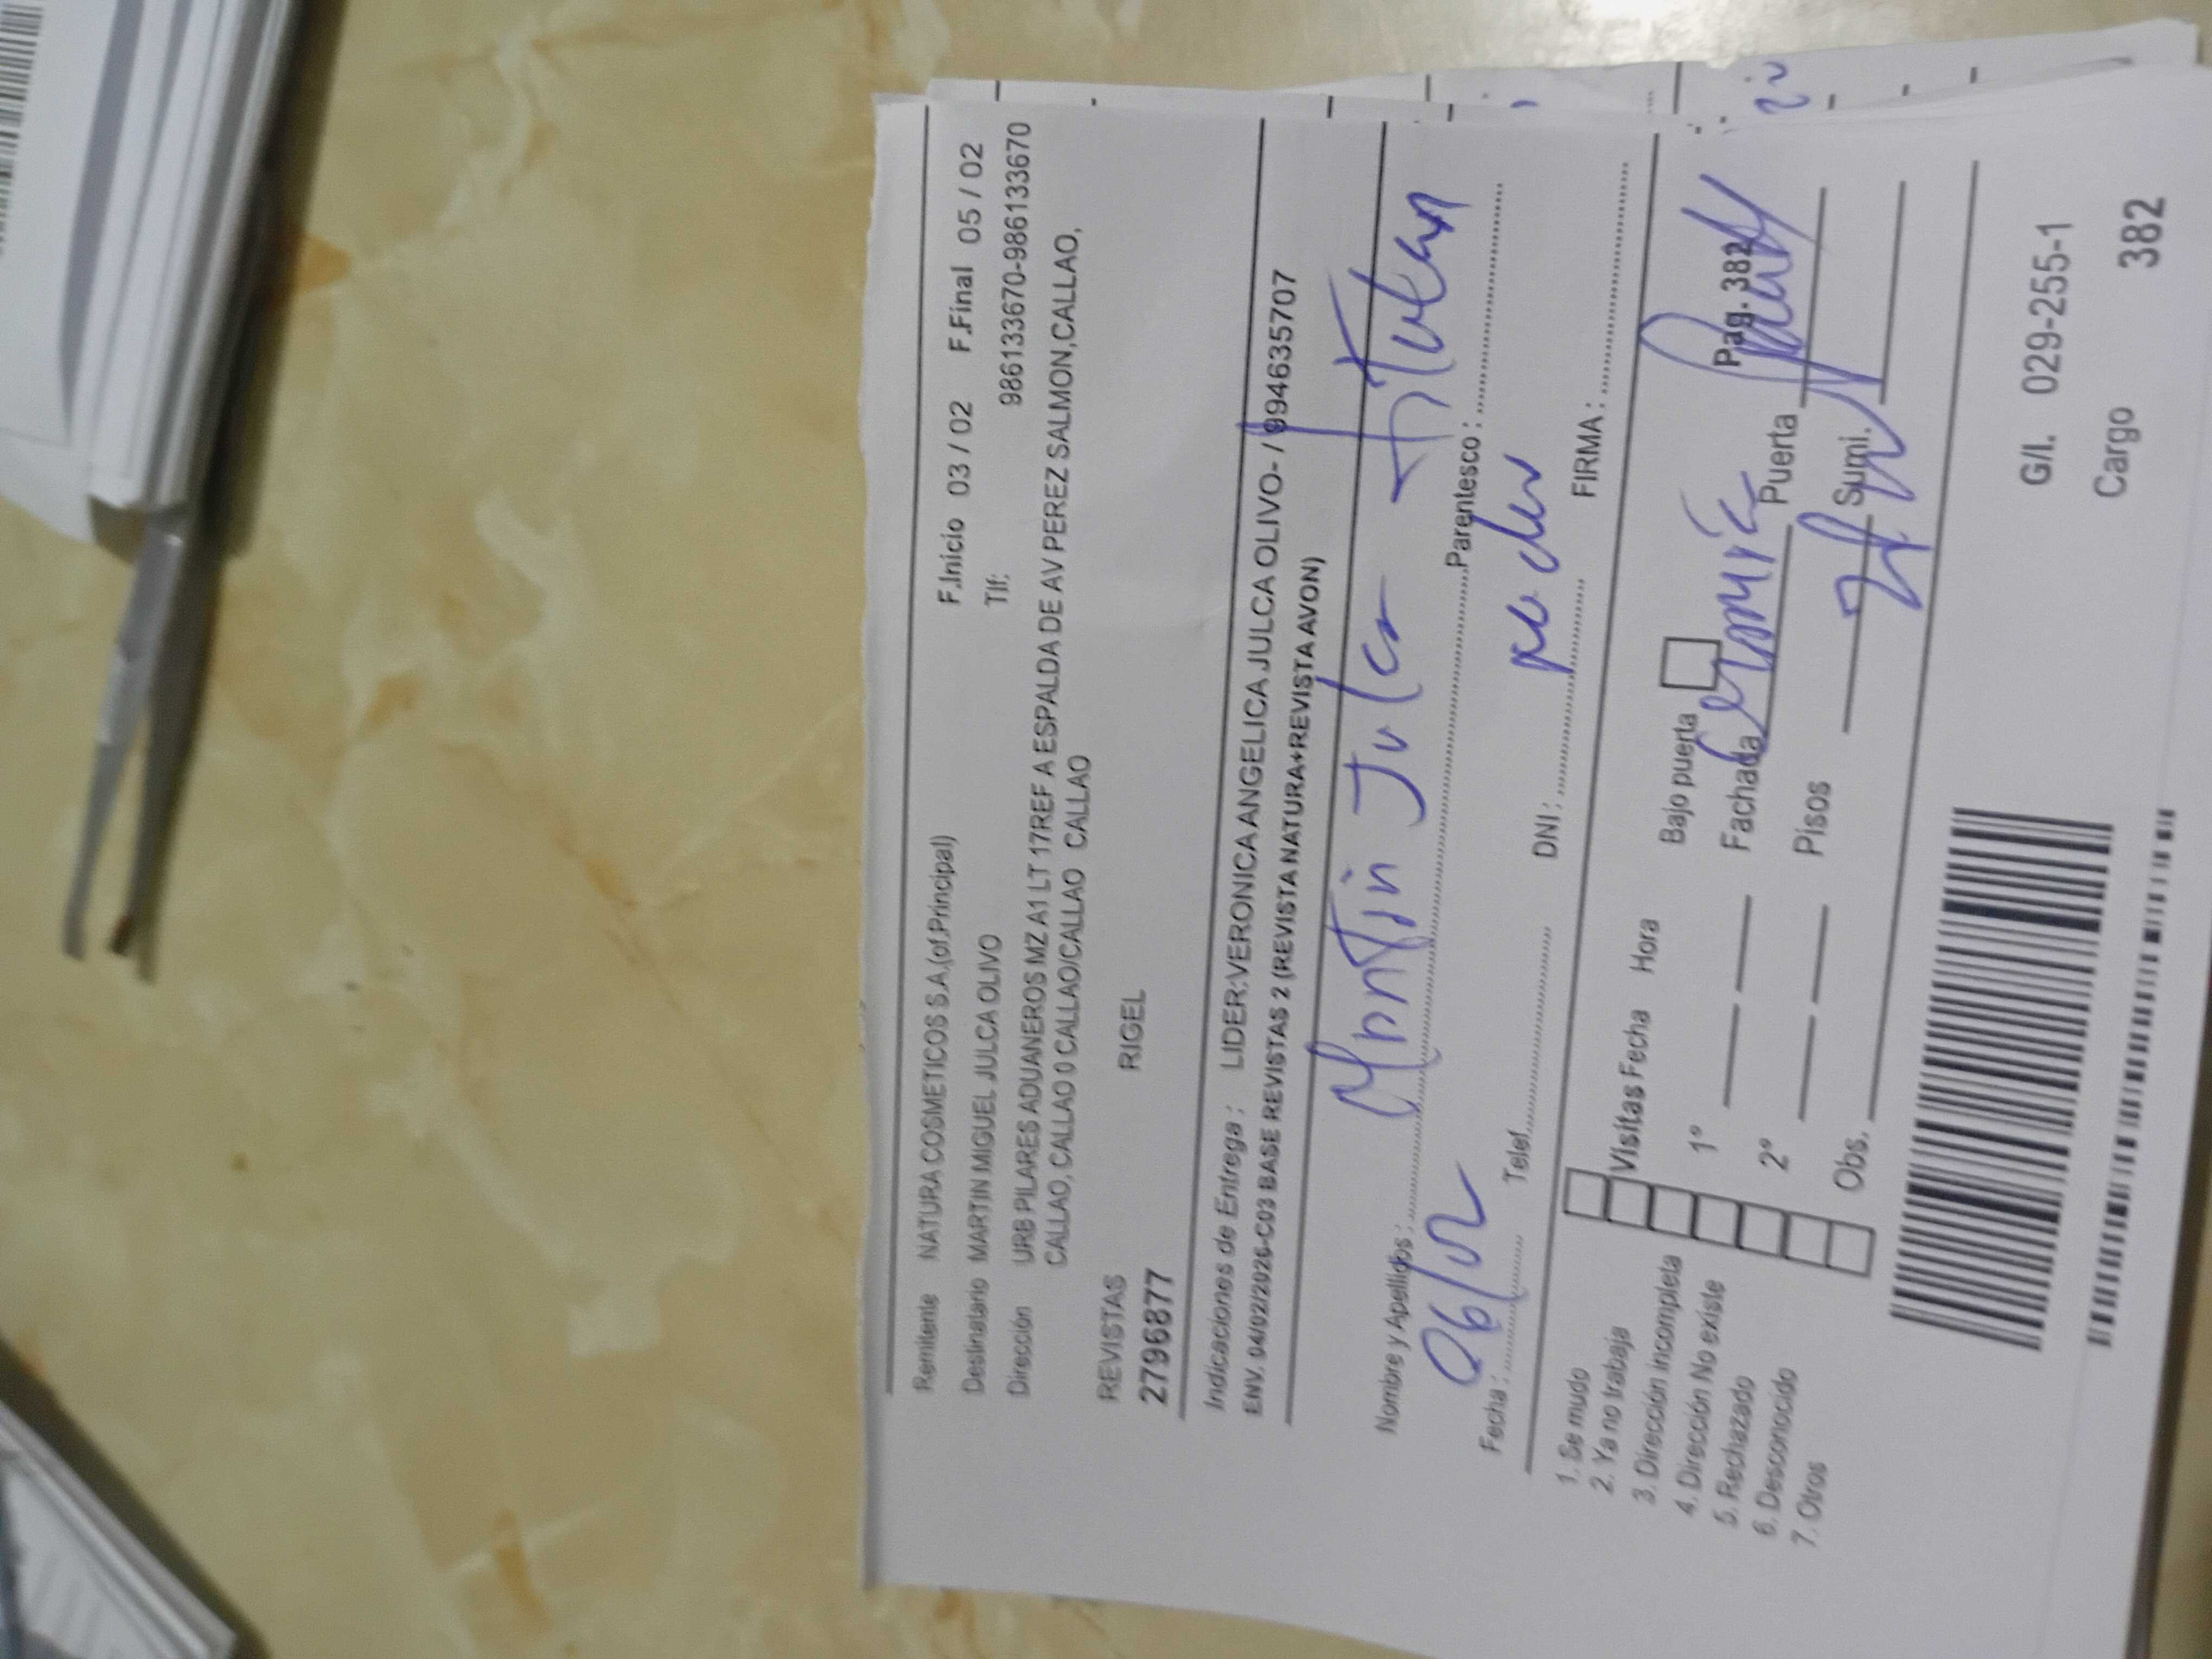 F.Inicio 03 / 02 F.Final 05 / 02
Remitente NATURA COSMETICOS S.A.(of.Principal)
Tlf: 986133670-986133670
Destinatario MARTIN MIGUEL JULCA OLIVO
Dirección URB PILARES ADUANEROS MZ A1 LT 17REF A ESPALDA DE AV PEREZ SALMON,CALLAO,
CALLAO, CALLAO 0 CALLAO/CALLAO CALLAO
REVISTAS RIGEL
2796877
Indicaciones de Entrega : LIDER:VERONICA ANGELICA JULCA OLIVO- / 994635707
ENV. 04/02/2026-C03 BASE REVISTAS 2 (REVISTA NATURA+REVISTA AVON)
Martin Julca Titular
Nombre y Apellidos : Parentesco :
06/02
Fecha : Telef. DNI : FIRMA :
1. Se mudo
2. Ya no trabaja
3. Dirección incompleta
4. Dirección No existe
5. Rechazado
6. Desconocido
7. Otros
Visitas Fecha Hora Bajo puerta
1° Fachada Puerta Pag. 382
2° Pisos Sumi.
Obs.
G/I. 029-255-1
Cargo 382